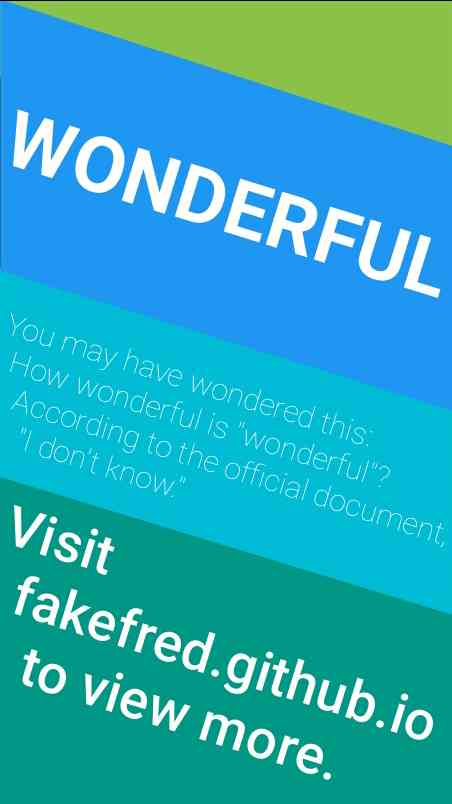 WONDERFUL
You may have wondered this:
How wonderful is "wonderful"?
According to the official document,
"I don't know."
Visit
fakefred.github.io
to view more.